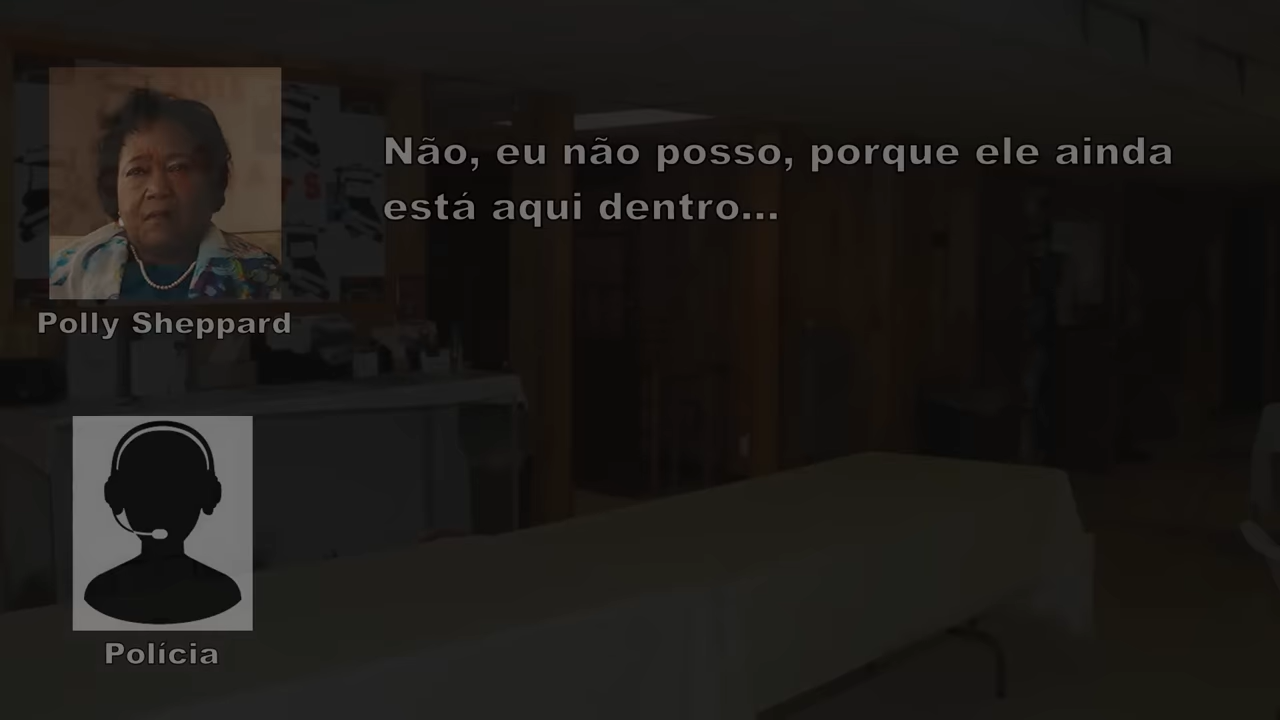 Não, eu não posso, porque ele ainda
está aqui dentro...
Polly Sheppard
Polícia